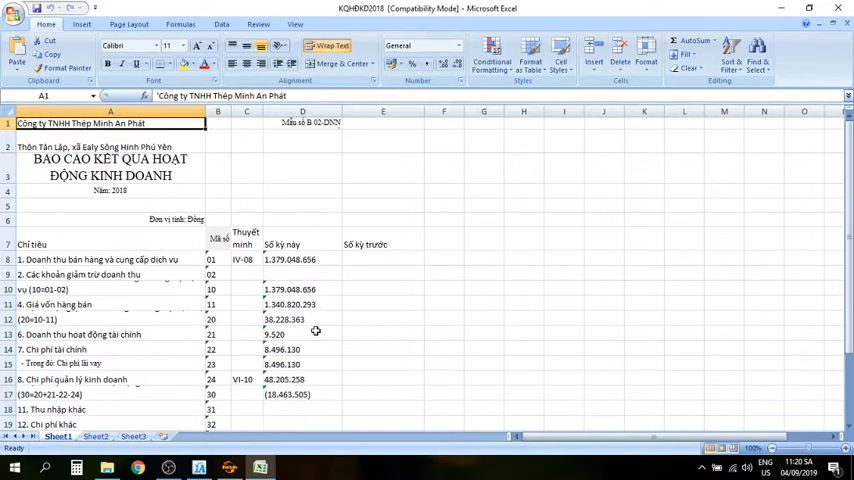 KQHĐKD2018 [Compatibility Mode] - Microsoft Excel
Home Page Layout Formulas Data Review View
Cut
Copy
Format Painter
Paste
Clipboard
Calibri 11
B I U
Font
Wrap Text
Merge & Center
Alignment
General
Number
Conditional Formatting
Format as Table
Cell Styles
Styles
Insert Delete Format
Cells
AutoSum
Fill
Clear
Sort & Filter
Find & Select
Editing
A1 'Công ty TNHH Thép Minh An Phát
A B C D E F G H I J K L M N O
1 Công ty TNHH Thép Minh An Phát Mẫu số B 02-DNN
2 Thôn Tân Lập, xã Ealy Sông Hinh Phú Yên
3 BAO CAO KẾT QUA HOẠT
ĐỘNG KINH DOANH
4 Năm: 2018
5
6 Đơn vị tính: Đồng
7 Chỉ tiêu Mã số Thuyết minh Số kỳ này Số kỳ trước
8 1. Doanh thu bán hàng và cung cấp dịch vụ 01 IV-08 1.379.048.656
9 2. Các khoản giảm trừ doanh thu 02
10 vụ (10=01-02) 10 1.379.048.656
11 4. Giá vốn hàng bán 11 1.340.820.293
12 (20=10-11) 20 38.228.363
13 6. Doanh thu hoạt động tài chính 21 9.520
14 7. Chi phí tài chính 22 8.496.130
15 - Trong đó: Chi phí lãi vay 23 8.496.130
16 8. Chi phí quản lý kinh doanh 24 VI-10 48.205.258
17 (30=20+21-22-24) 30 (18.463.505)
18 11. Thu nhập khác 31
19 12. Chi phí khác 32
Sheet1 Sheet2 Sheet3
Ready 100%
ENG 11:20 SA
US 04/09/2019